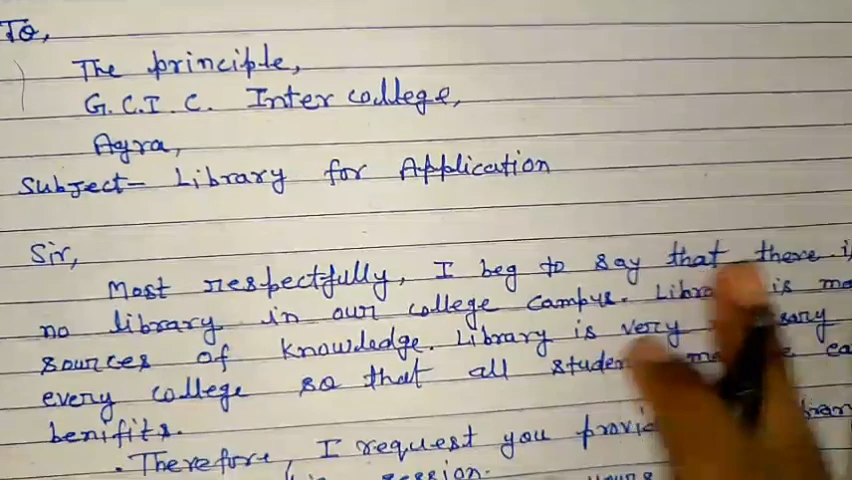 To,
The principle,
G.C.I.C. Inter college,
Agra,
Subject- Library for Application
Sir,
Most respectfully, I beg to say that there
no library in our college campus. is
sources of knowledge. Library is very
every college so that all
benifits.
Therefore, I request you
session.